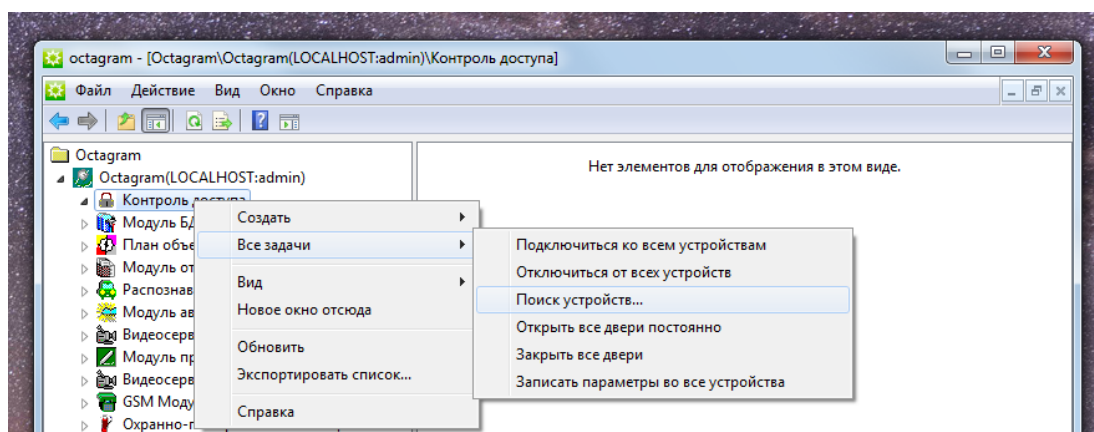 octagram - [Octagram\Octagram(LOCALHOST:admin)\Контроль доступа]
Файл Действие Вид Окно Справка
Octagram
Octagram(LOCALHOST:admin)
Контроль доступа
Модуль БД
План объе
Модуль от
Распознав
Модуль ав
Видеосерв
Модуль пр
Видеосерв
GSM Моду
Охранно-п
Нет элементов для отображения в этом виде.
Создать
Все задачи
Вид
Новое окно отсюда
Обновить
Экспортировать список...
Справка
Подключиться ко всем устройствам
Отключиться от всех устройств
Поиск устройств...
Открыть все двери постоянно
Закрыть все двери
Записать параметры во все устройства